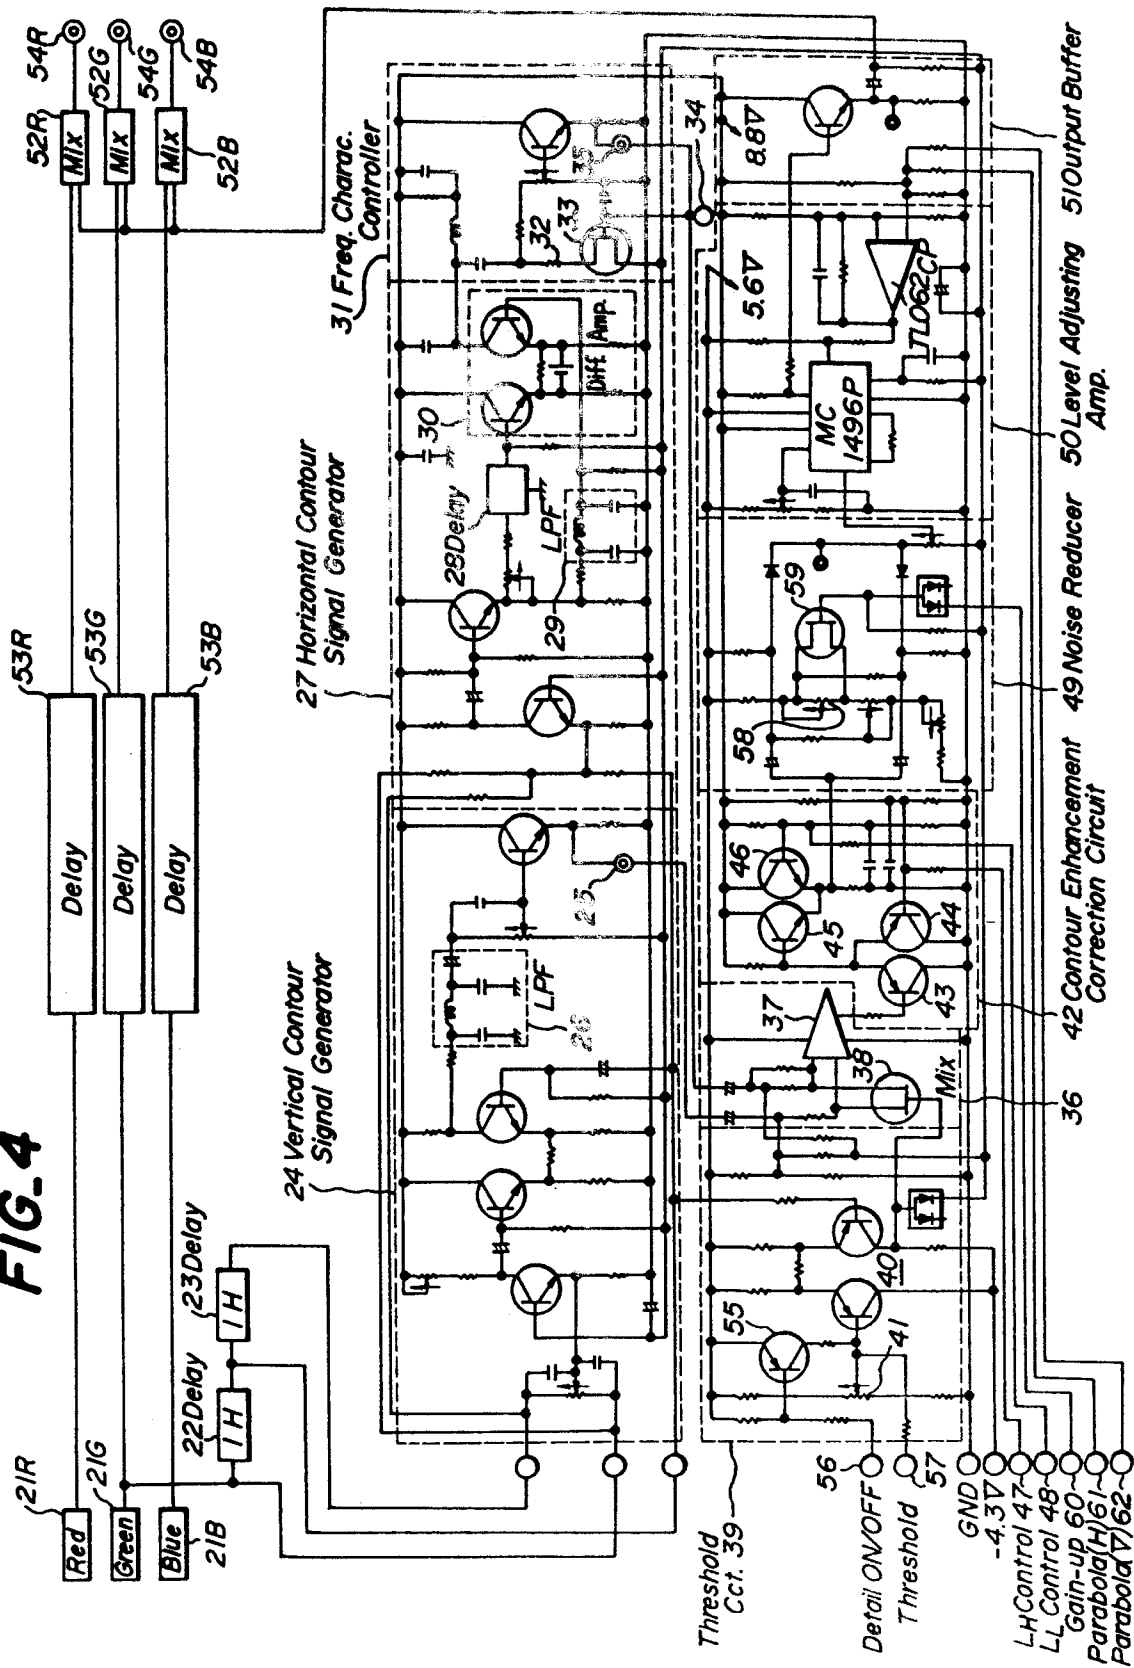 FIG_4
21R
Red
21G
Green
Blue
21B
22Delay
1H
23Delay
1H
53R
Delay
53G
Delay
53B
Delay
52R
Mix
54R
52G
Mix
54G
Mix
52B
54B
24 Vertical Contour
Signal Generator
26
LPF
25
27 Horizontal Contour
Signal Generator
28Delay
LPF
29
30
Diff. Amp.
31 Freq. Charac.
Controller
32
33
35
34
Threshold
Cct. 39
55
40
41
56
Detail ON/OFF
Threshold
57
GND
-4.3V
LH Control 47
LL Control 48
Gain-up 60
Parabola(H)61
Parabola(V)62
37
38
Mix
36
46
45
44
43
42 Contour Enhancement
Correction Circuit
59
58
49 Noise Reducer
MC
1496P
TL062CP
5.6V
8.8V
50 Level Adjusting
Amp.
51 Output Buffer